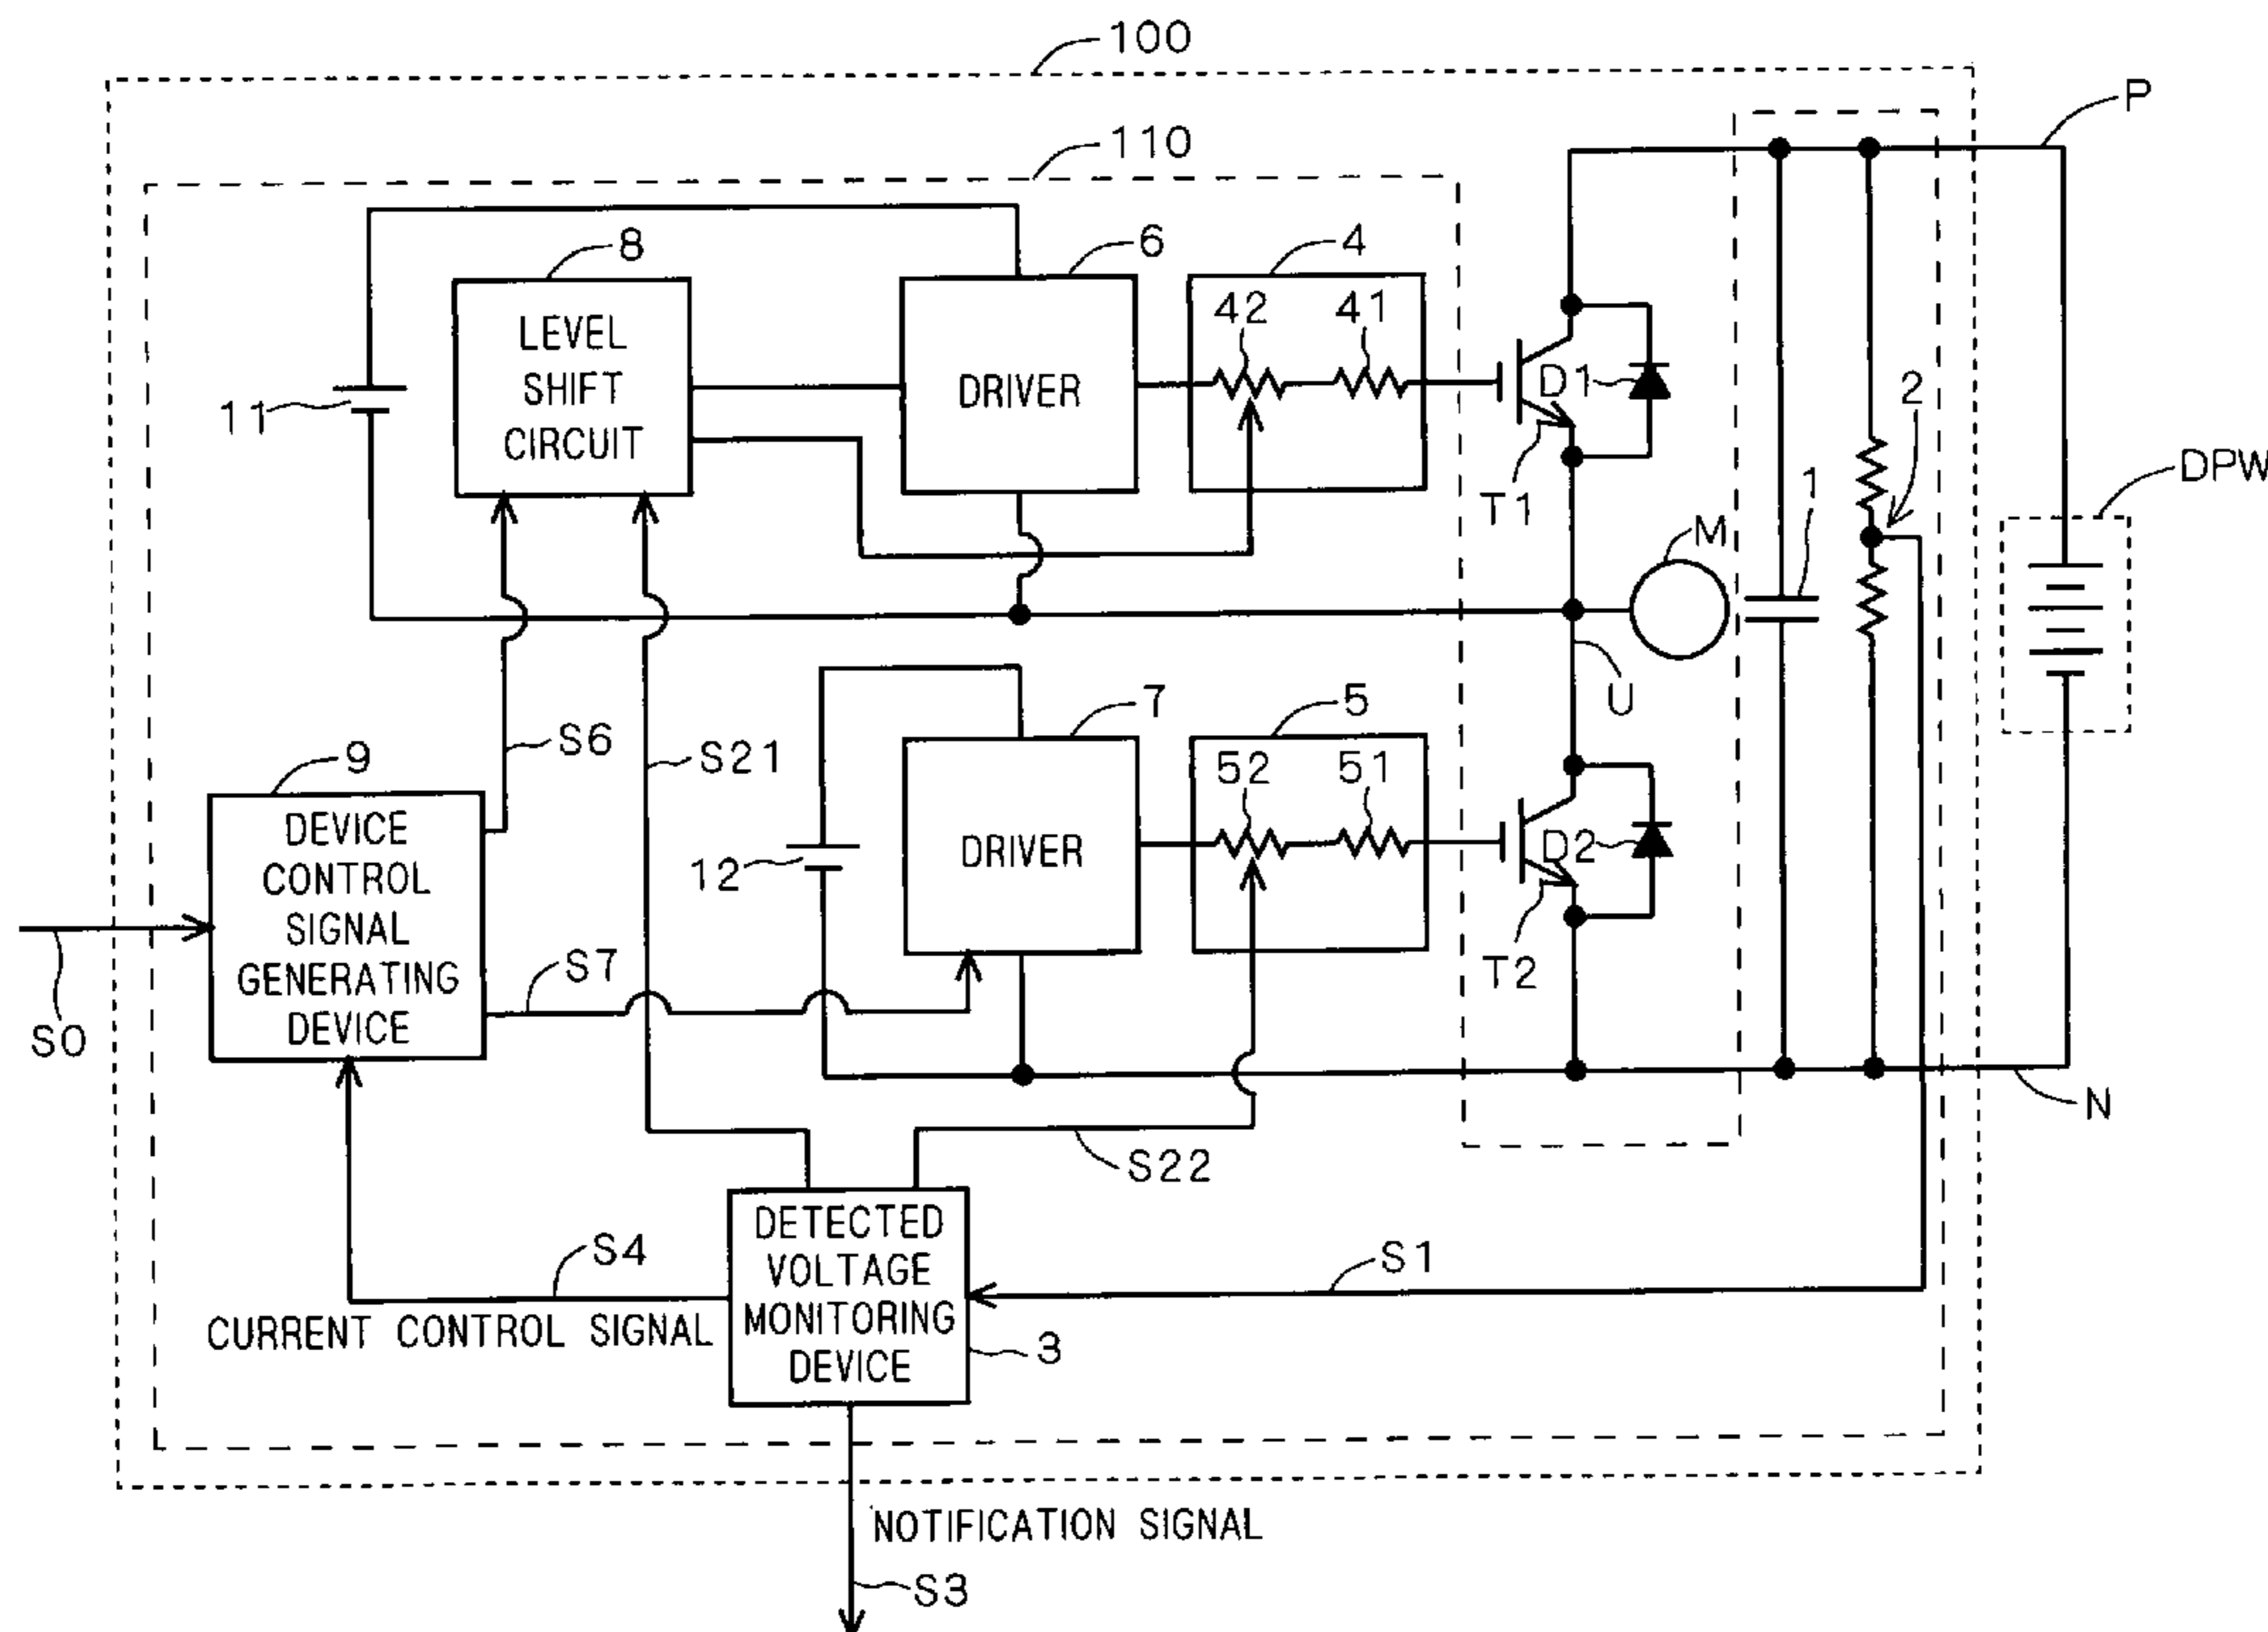 100
P
110
8
6
4
LEVEL
SHIFT
CIRCUIT
DRIVER
42
41
D1
T1
2
DPW
11
1
M
U
S6
S21
7
5
9
DEVICE
CONTROL
SIGNAL
GENERATING
DEVICE
12
DRIVER
52
51
D2
T2
S0
S7
N
S22
DETECTED
VOLTAGE
MONITORING
DEVICE
S4
S1
CURRENT CONTROL SIGNAL
3
NOTIFICATION SIGNAL
S3